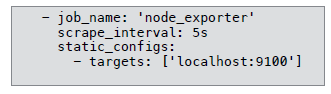 - job_name: 'node_exporter'
scrape_interval: 5s
static_configs:
- targets: ['localhost:9100']